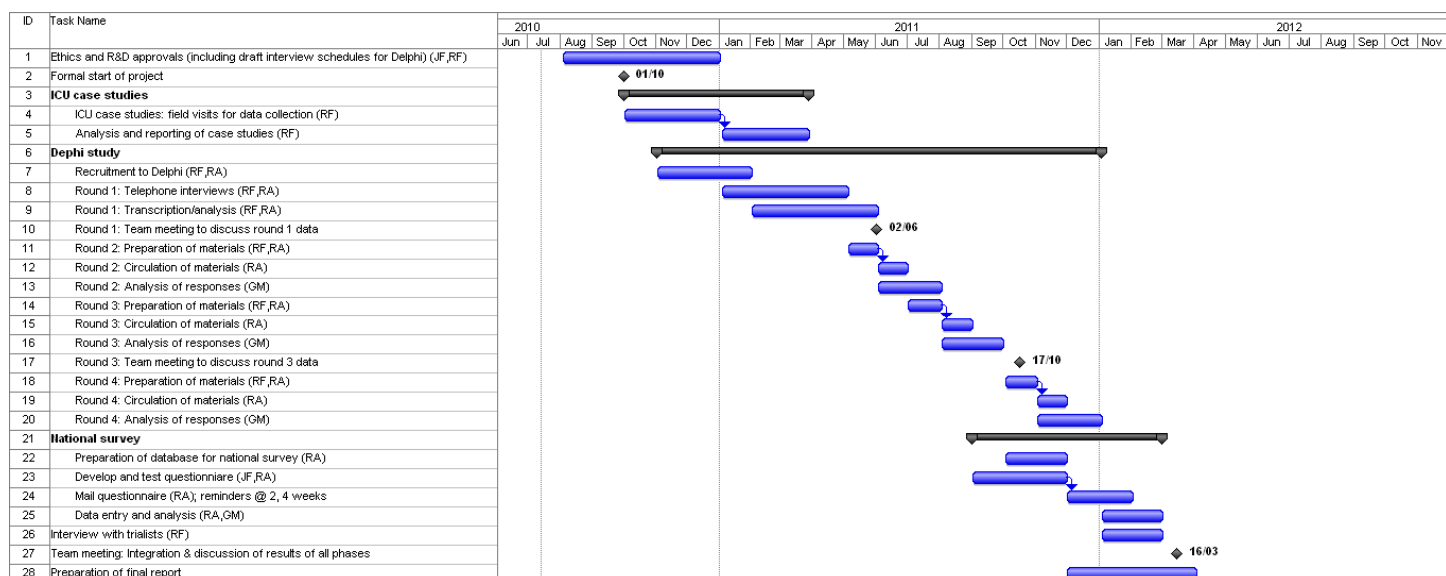 ID Task Name 2010 2011 2012
Jun Jul Aug Sep Oct Nov Dec Jan Feb Mar Apr May Jun Jul Aug Sep Oct Nov Dec Jan Feb Mar Apr May Jun Jul Aug Sep Oct Nov
1 Ethics and R&D approvals (including draft interview schedules for Delphi) (JF,RF)
2 Formal start of project 01/10
3 ICU case studies
4 ICU case studies: field visits for data collection (RF)
5 Analysis and reporting of case studies (RF)
6 Dephi study
7 Recruitment to Delphi (RF,RA)
8 Round 1: Telephone interviews (RF,RA)
9 Round 1: Transcription/analysis (RF,RA)
10 Round 1: Team meeting to discuss round 1 data 02/06
11 Round 2: Preparation of materials (RF,RA)
12 Round 2: Circulation of materials (RA)
13 Round 2: Analysis of responses (GM)
14 Round 3: Preparation of materials (RF,RA)
15 Round 3: Circulation of materials (RA)
16 Round 3: Analysis of responses (GM)
17 Round 3: Team meeting to discuss round 3 data 17/10
18 Round 4: Preparation of materials (RF,RA)
19 Round 4: Circulation of materials (RA)
20 Round 4: Analysis of responses (GM)
21 National survey
22 Preparation of database for national survey (RA)
23 Develop and test questionniare (JF,RA)
24 Mail questionnaire (RA); reminders @ 2, 4 weeks
25 Data entry and analysis (RA,GM)
26 Interview with trialists (RF)
27 Team meeting: Integration & discussion of results of all phases 16/03
28 Preparation of final report